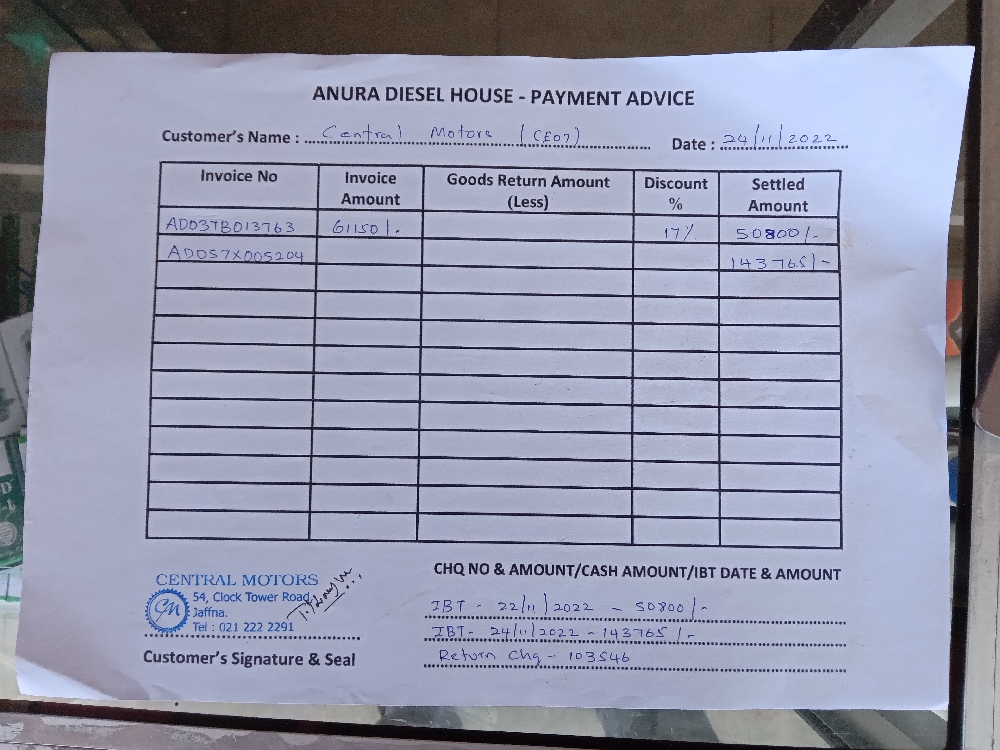 ANURA DIESEL HOUSE - PAYMENT ADVICE
Customer's Name : Central Motors (CE07) Date : 24/11/2022
Invoice No Invoice Amount Goods Return Amount (Less) Discount % Settled Amount
AD03TB013763 61150/. 17% 50800/-
AD057X005204 143765/-
CHQ NO & AMOUNT/CASH AMOUNT/IBT DATE & AMOUNT
CENTRAL MOTORS
54, Clock Tower Road,
Jaffna.
Tel : 021 222 2291
CM
IBT - 22/11/2022 - 50800/-
IBT - 24/11/2022 - 143765/-
Return chq - 103546
Customer's Signature & Seal